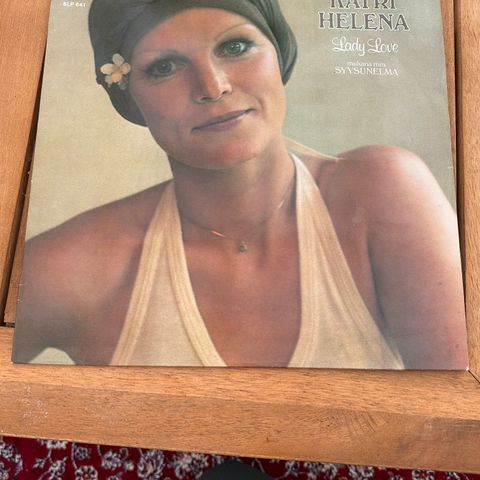 SLP 641
KATRI
HELENA
Lady Love
mukana mm.
SYYSUNELMA